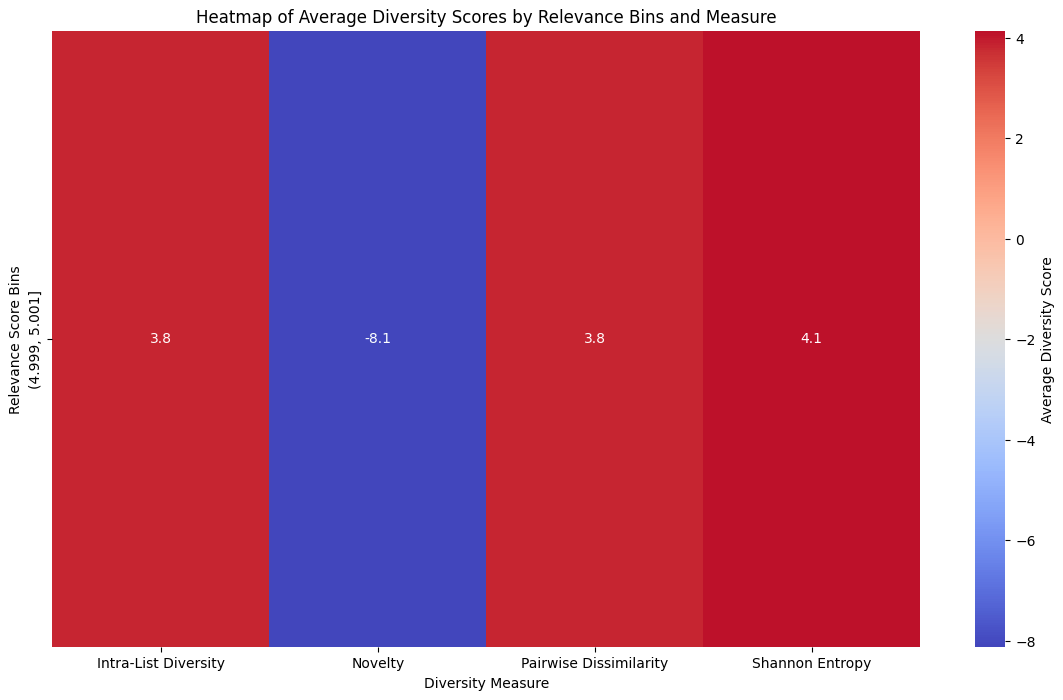 Heatmap of Average Diversity Scores by Relevance Bins and Measure
Relevance Score Bins
(4.999, 5.001]
3.8
-8.1
3.8
4.1
Intra-List Diversity
Novelty
Pairwise Dissimilarity
Shannon Entropy
Diversity Measure
4
2
0
−2
−4
−6
−8
Average Diversity Score